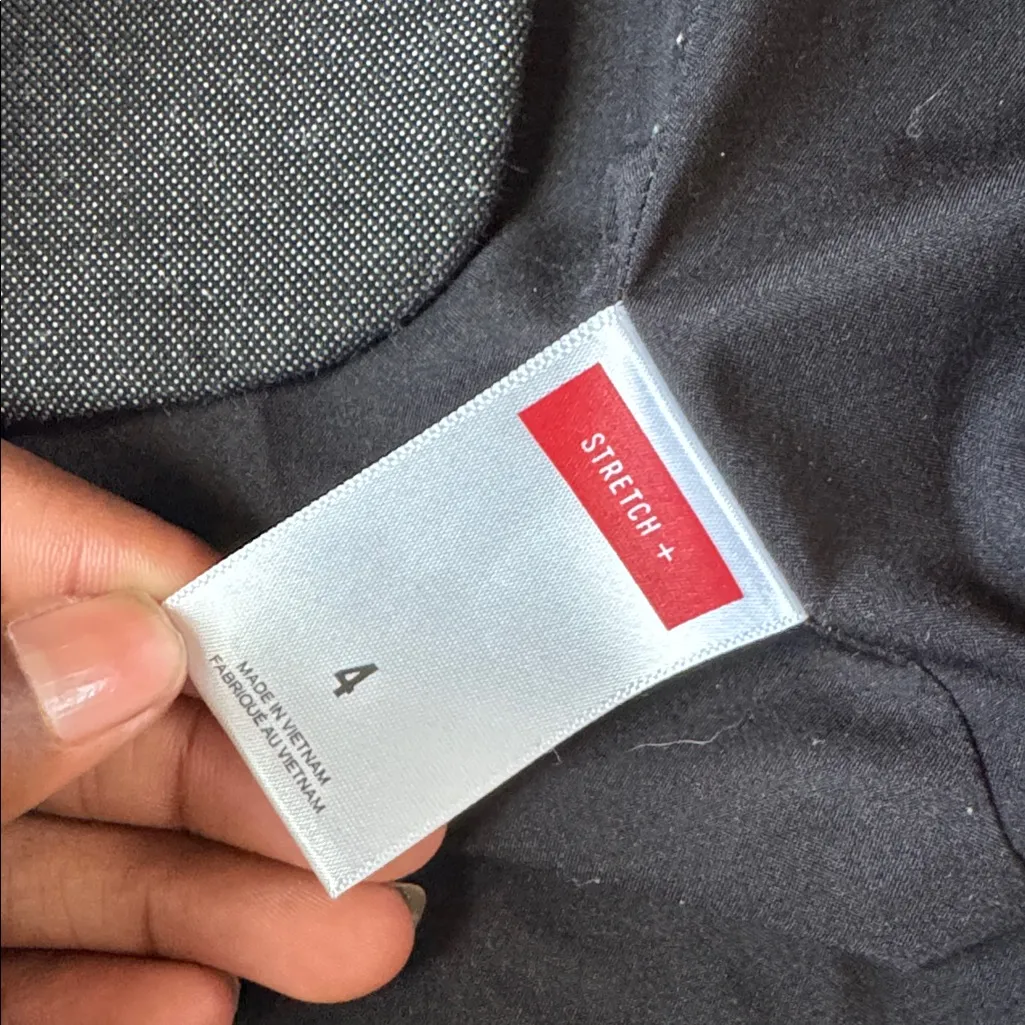 STRETCH +
4
MADE IN VIETNAM
FABRIQUÉ AU VIETNAM